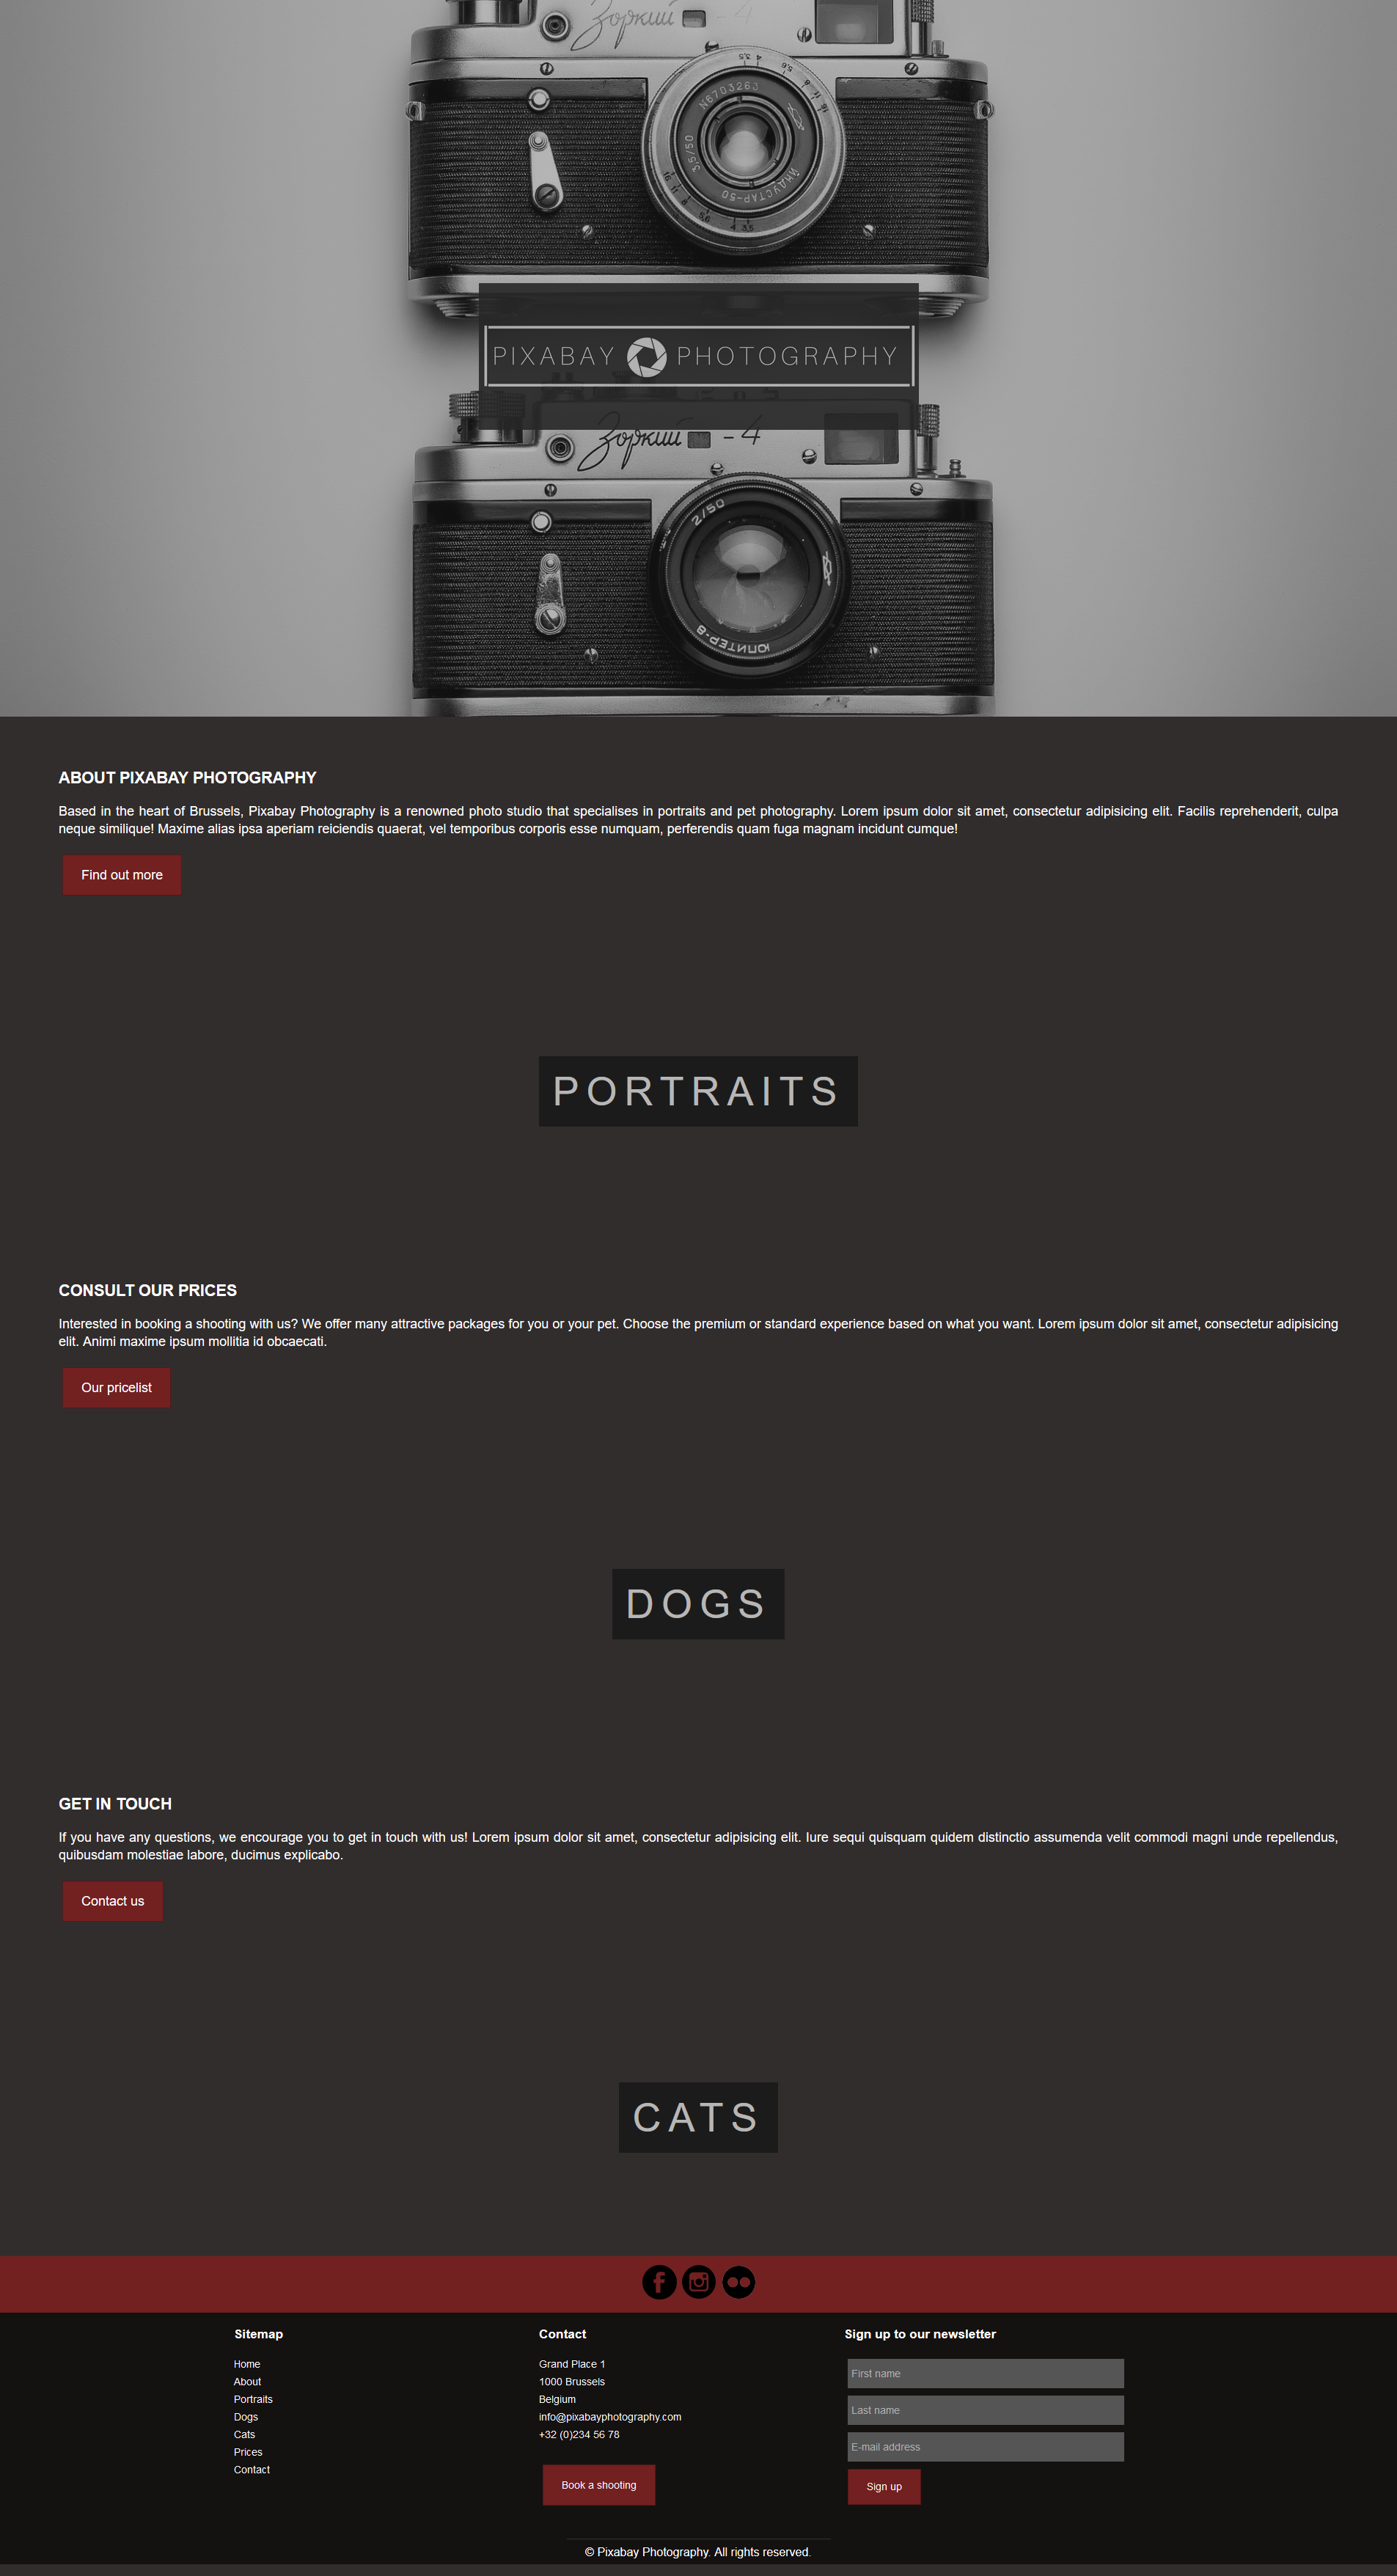 Зоркий - 4
N6703263
3,5/50
ИНДУСТАР-50
PIXABAY PHOTOGRAPHY
Зоркий - 4
2/50
ЮПИТЕР-8
ABOUT PIXABAY PHOTOGRAPHY
Based in the heart of Brussels, Pixabay Photography is a renowned photo studio that specialises in portraits and pet photography. Lorem ipsum dolor sit amet, consectetur adipisicing elit. Facilis reprehenderit, culpa
neque similique! Maxime alias ipsa aperiam reiciendis quaerat, vel temporibus corporis esse numquam, perferendis quam fuga magnam incidunt cumque!
Find out more
PORTRAITS
CONSULT OUR PRICES
Interested in booking a shooting with us? We offer many attractive packages for you or your pet. Choose the premium or standard experience based on what you want. Lorem ipsum dolor sit amet, consectetur adipisicing
elit. Animi maxime ipsum mollitia id obcaecati.
Our pricelist
DOGS
GET IN TOUCH
If you have any questions, we encourage you to get in touch with us! Lorem ipsum dolor sit amet, consectetur adipisicing elit. Iure sequi quisquam quidem distinctio assumenda velit commodi magni unde repellendus,
quibusdam molestiae labore, ducimus explicabo.
Contact us
CATS
Sitemap
Home
About
Portraits
Dogs
Cats
Prices
Contact
Contact
Grand Place 1
1000 Brussels
Belgium
info@pixabayphotography.com
+32 (0)234 56 78
Book a shooting
Sign up to our newsletter
First name
Last name
E-mail address
Sign up
© Pixabay Photography. All rights reserved.